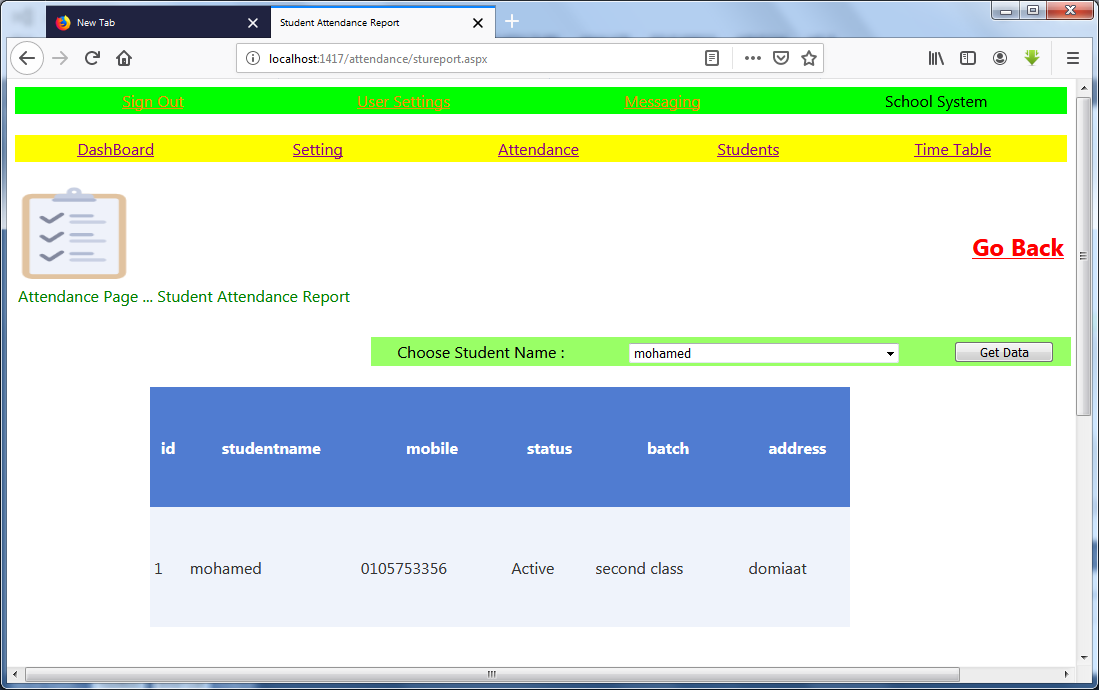 New Tab
Student Attendance Report
localhost:1417/attendance/stureport.aspx
Sign Out User Settings Messaging School System
DashBoard Setting Attendance Students Time Table
Go Back
Attendance Page ... Student Attendance Report
Choose Student Name : mohamed Get Data
id studentname mobile status batch address
1 mohamed 0105753356 Active second class domiaat